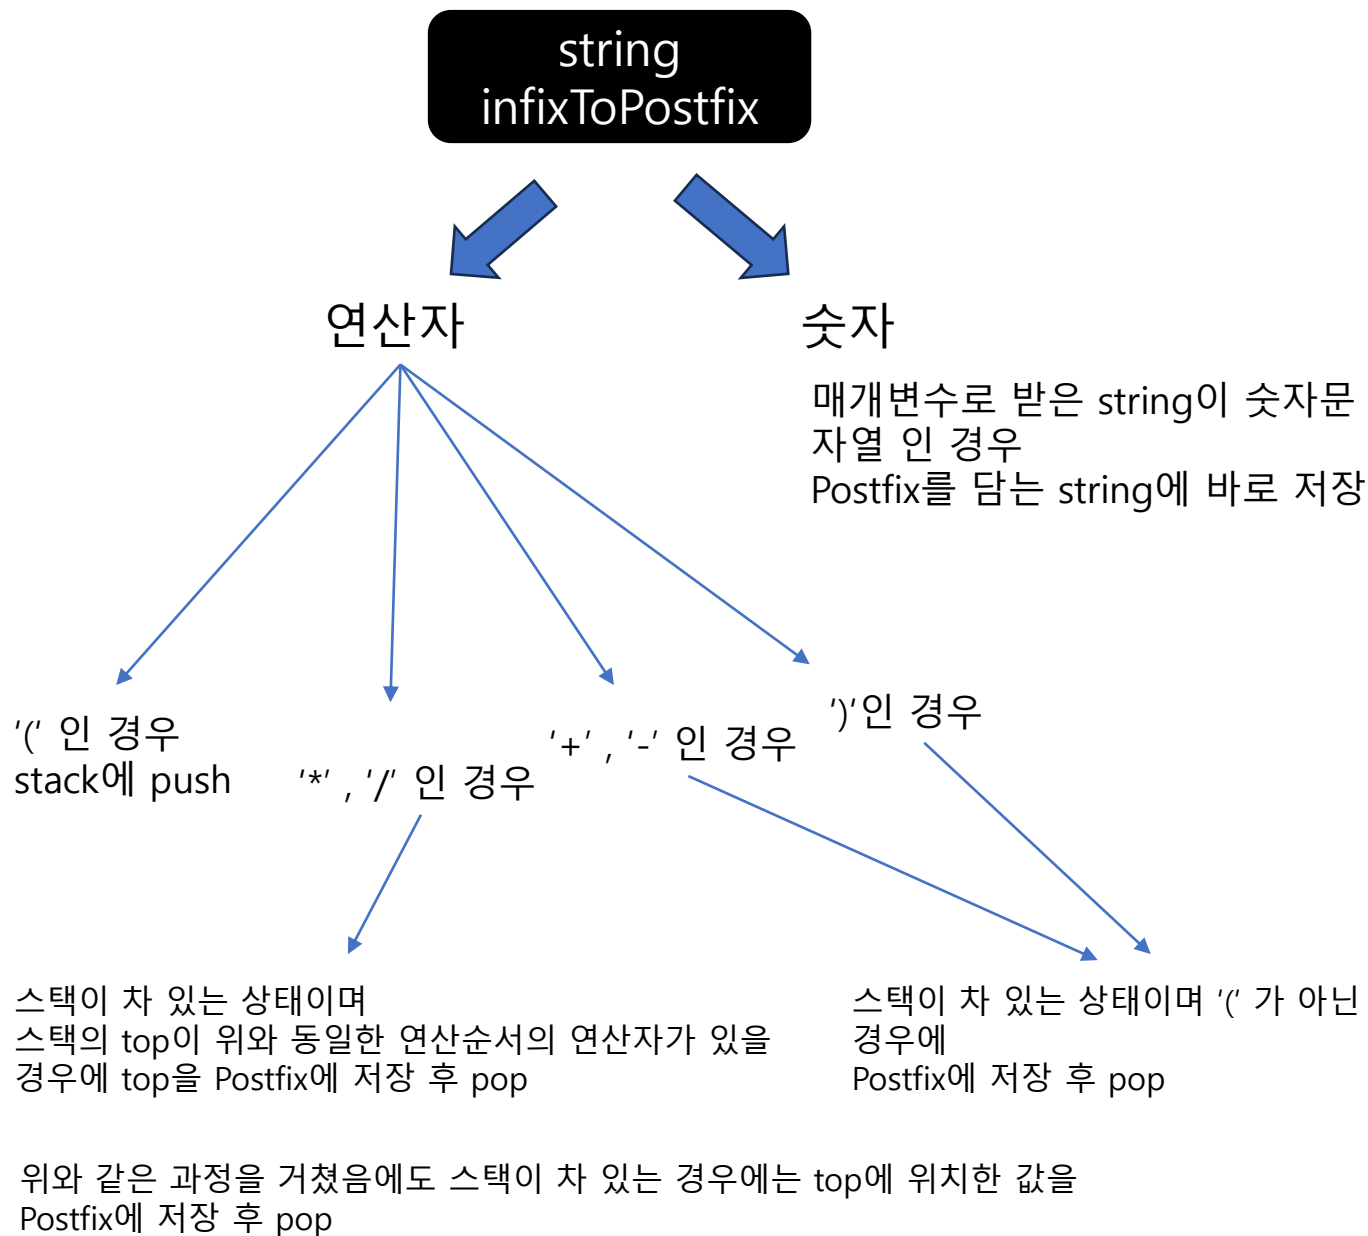 string
infixToPostfix
연산자
숫자
매개변수로 받은 string이 숫자문
자열 인 경우
Postfix를 담는 string에 바로 저장
'(' 인 경우
stack에 push
'*' , '/' 인 경우
'+' , '-' 인 경우
')'인 경우
스택이 차 있는 상태이며
스택의 top이 위와 동일한 연산순서의 연산자가 있을
경우에 top을 Postfix에 저장 후 pop
스택이 차 있는 상태이며 '(' 가 아닌
경우에
Postfix에 저장 후 pop
위와 같은 과정을 거쳤음에도 스택이 차 있는 경우에는 top에 위치한 값을
Postfix에 저장 후 pop